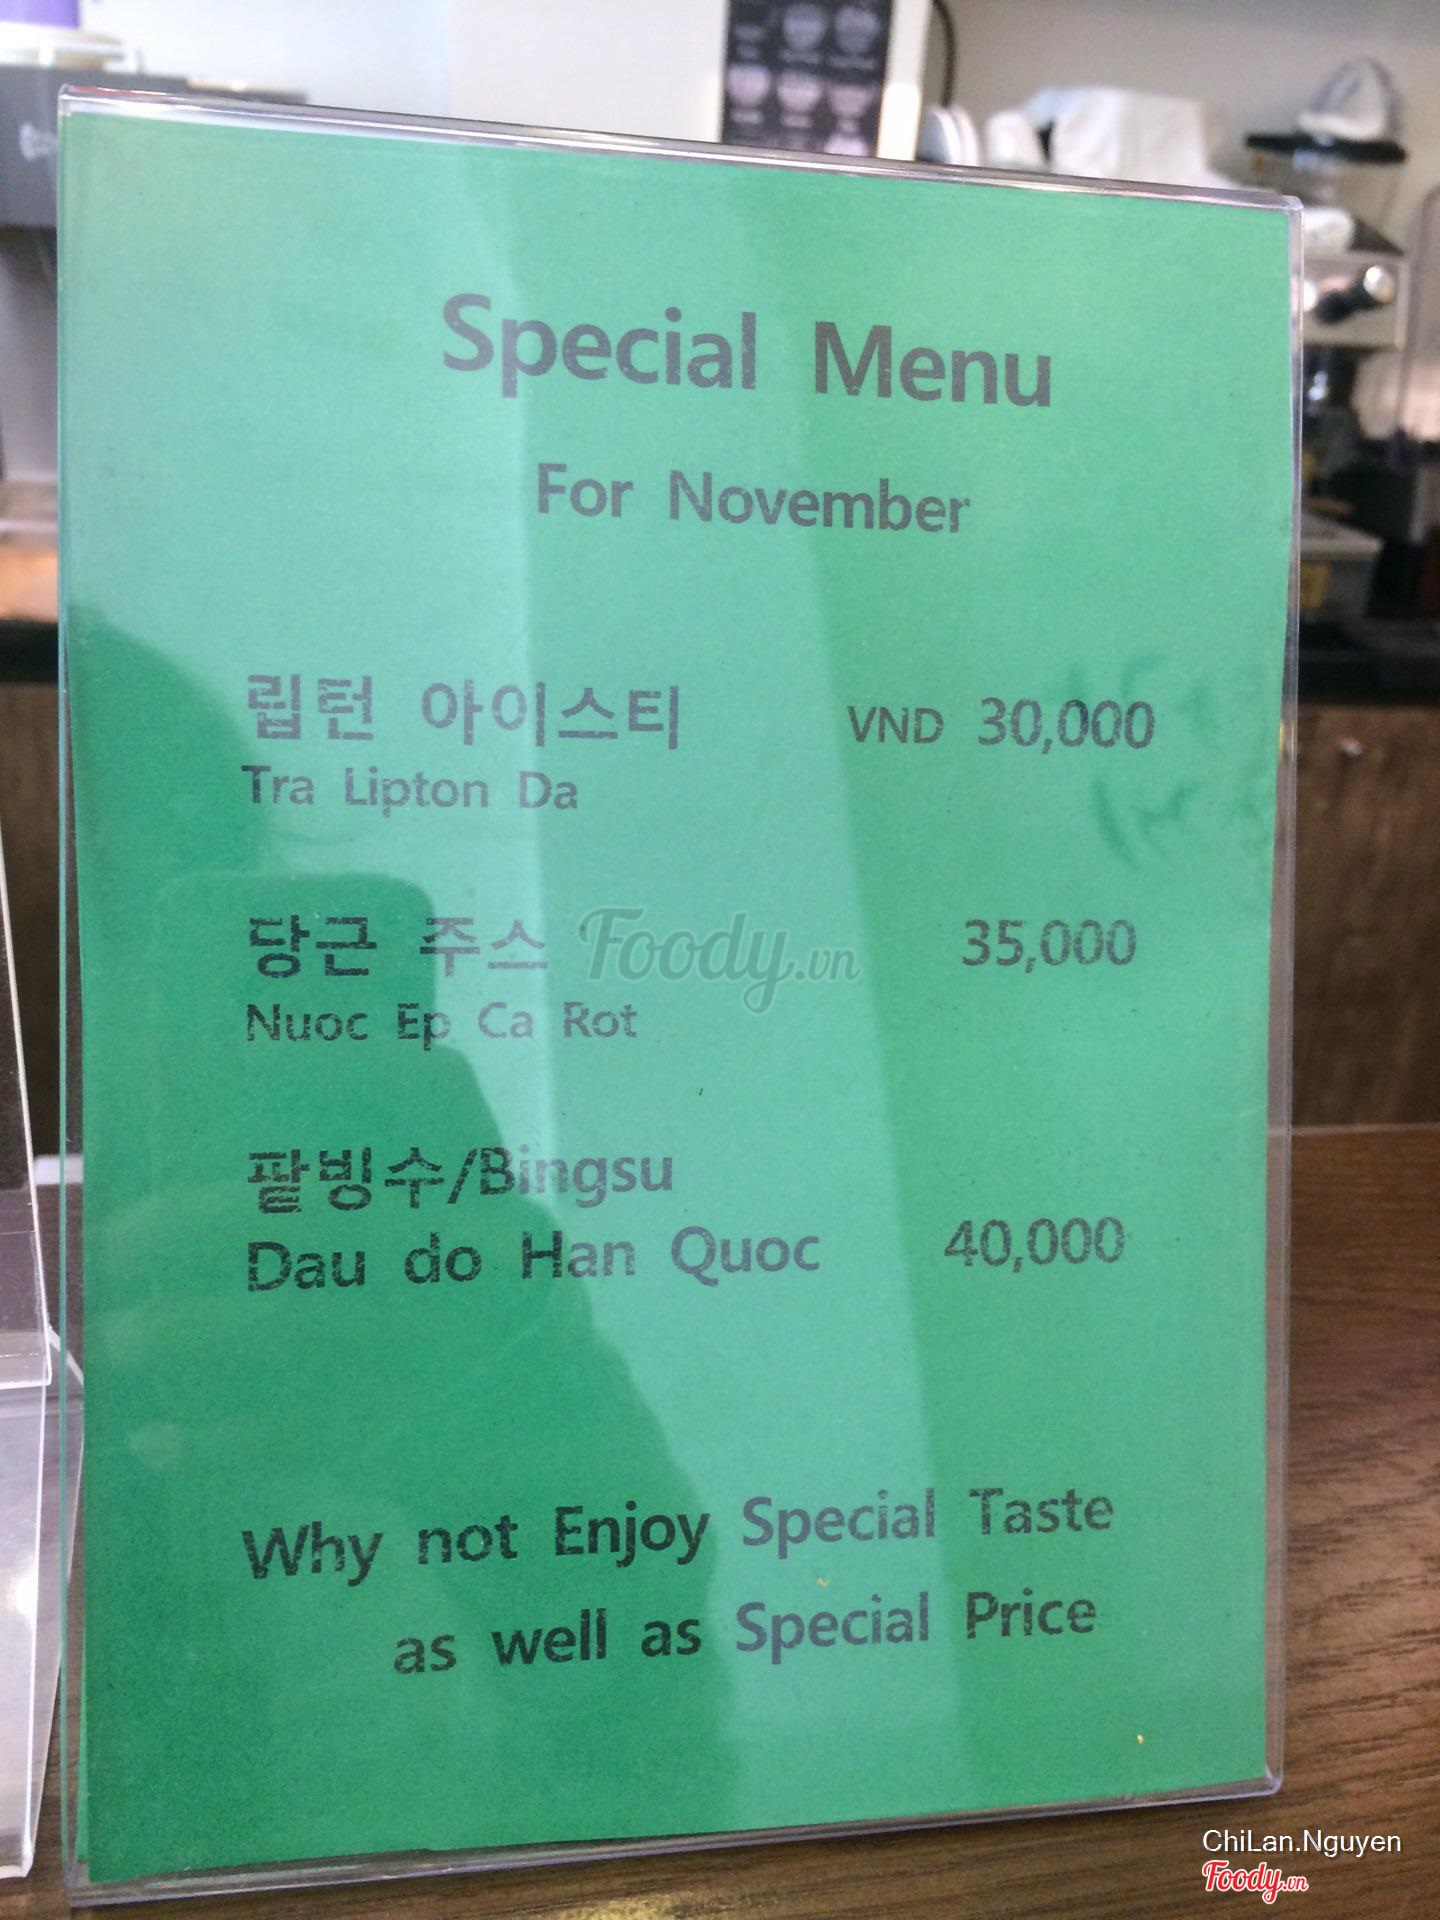 Special Menu
For November
립턴 아이스티 VND 30,000
Tra Lipton Da
당근 주스 35,000
Nuoc Ep Ca Rot
팥빙수/Bingsu
Dau do Han Quoc 40,000
Why not Enjoy Special Taste
as well as Special Price
Foody.vn
ChiLan.Nguyen
Foody.vn